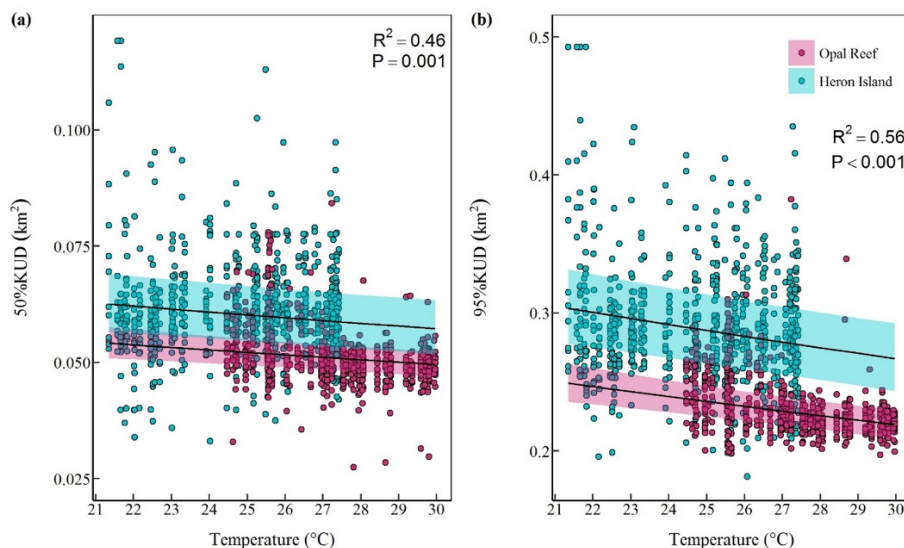 (a)
R² = 0.46
P = 0.001
50%KUD (km²)
0.100
0.075
0.050
0.025
21 22 23 24 25 26 27 28 29 30
Temperature (°C)
(b)
Opal Reef
Heron Island
R² = 0.56
P < 0.001
95%KUD (km²)
0.5
0.4
0.3
0.2
21 22 23 24 25 26 27 28 29 30
Temperature (°C)